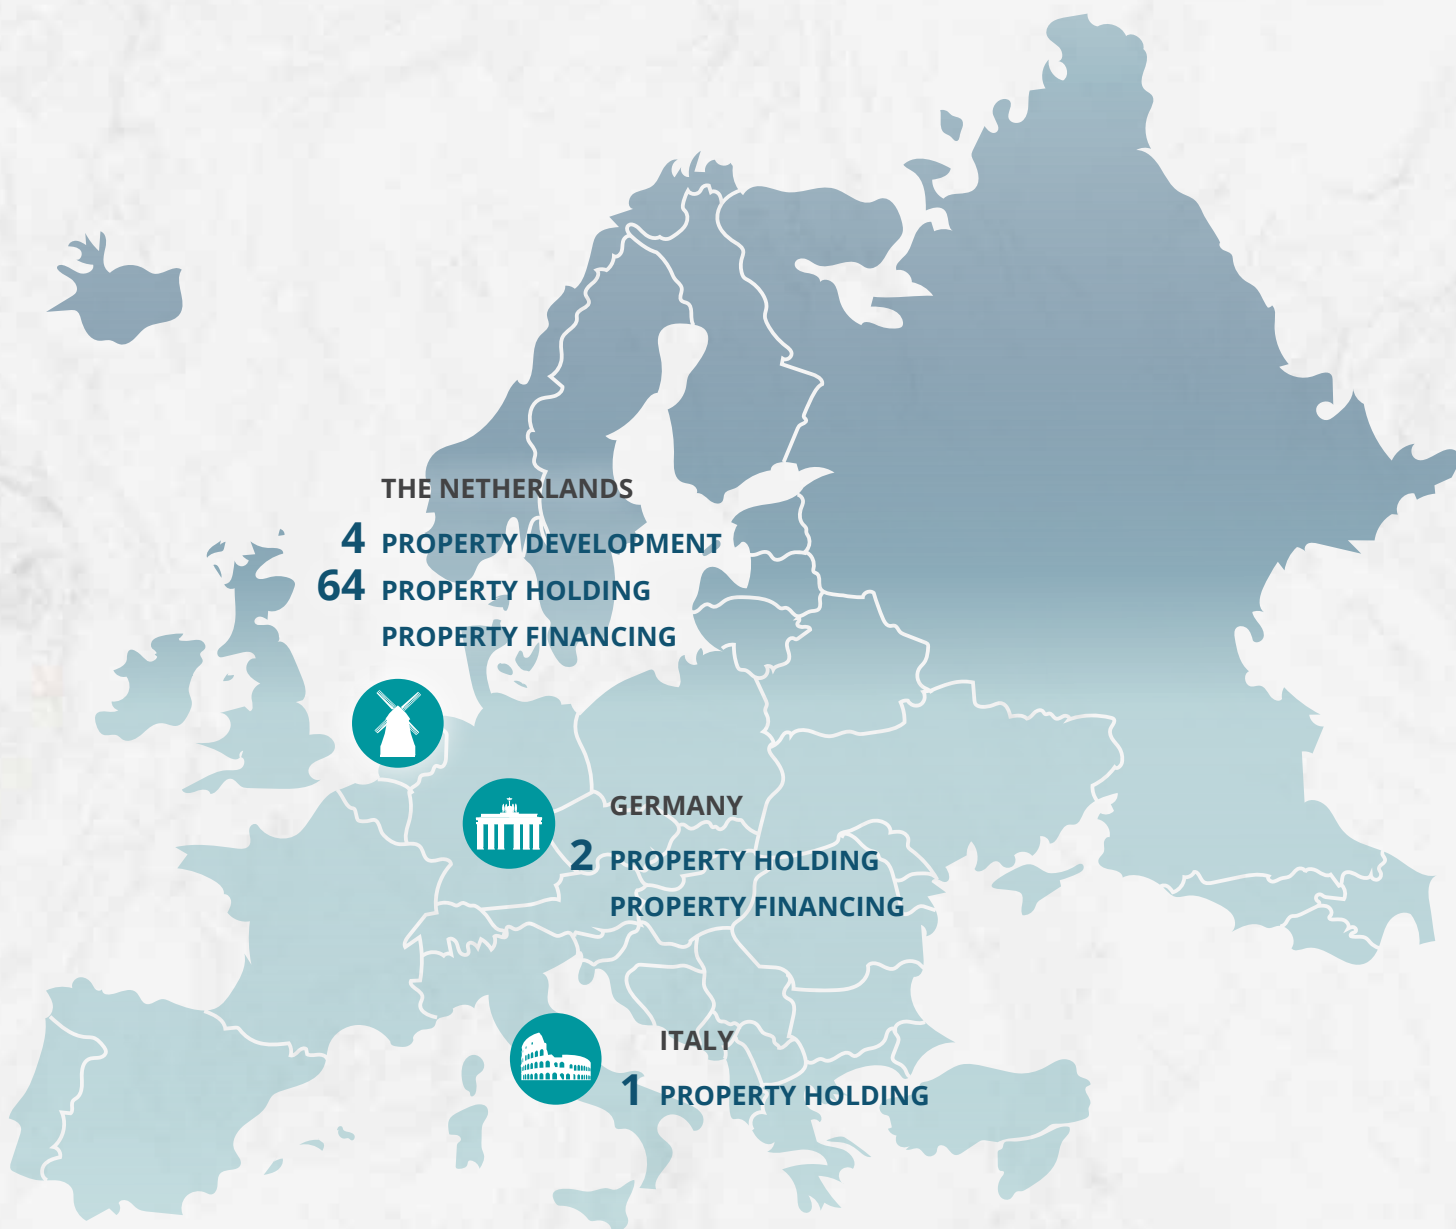 THE NETHERLANDS
4 PROPERTY DEVELOPMENT
64 PROPERTY HOLDING
PROPERTY FINANCING
GERMANY
2 PROPERTY HOLDING
PROPERTY FINANCING
ITALY
1 PROPERTY HOLDING